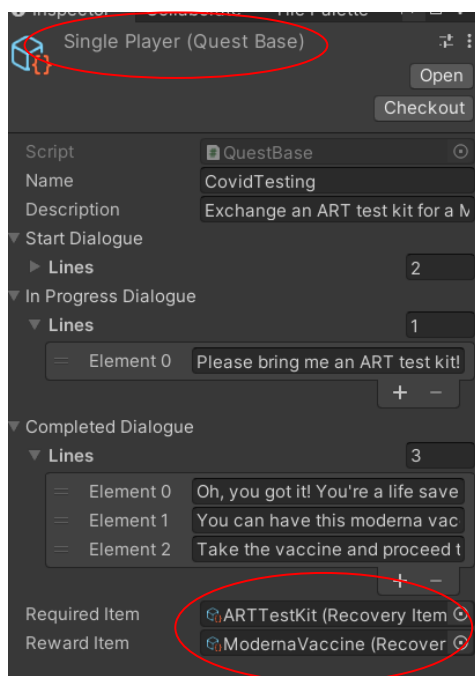 Inspector Collaborate Tile Palette
Single Player (Quest Base)
Open
Checkout
Script QuestBase
Name CovidTesting
Description Exchange an ART test kit for a M
Start Dialogue
Lines 2
In Progress Dialogue
Lines 1
Element 0 Please bring me an ART test kit!
+ −
Completed Dialogue
Lines 3
Element 0 Oh, you got it! You're a life save
Element 1 You can have this moderna vac
Element 2 Take the vaccine and proceed t
+ −
Required Item ARTTestKit (Recovery Item
Reward Item ModernaVaccine (Recover